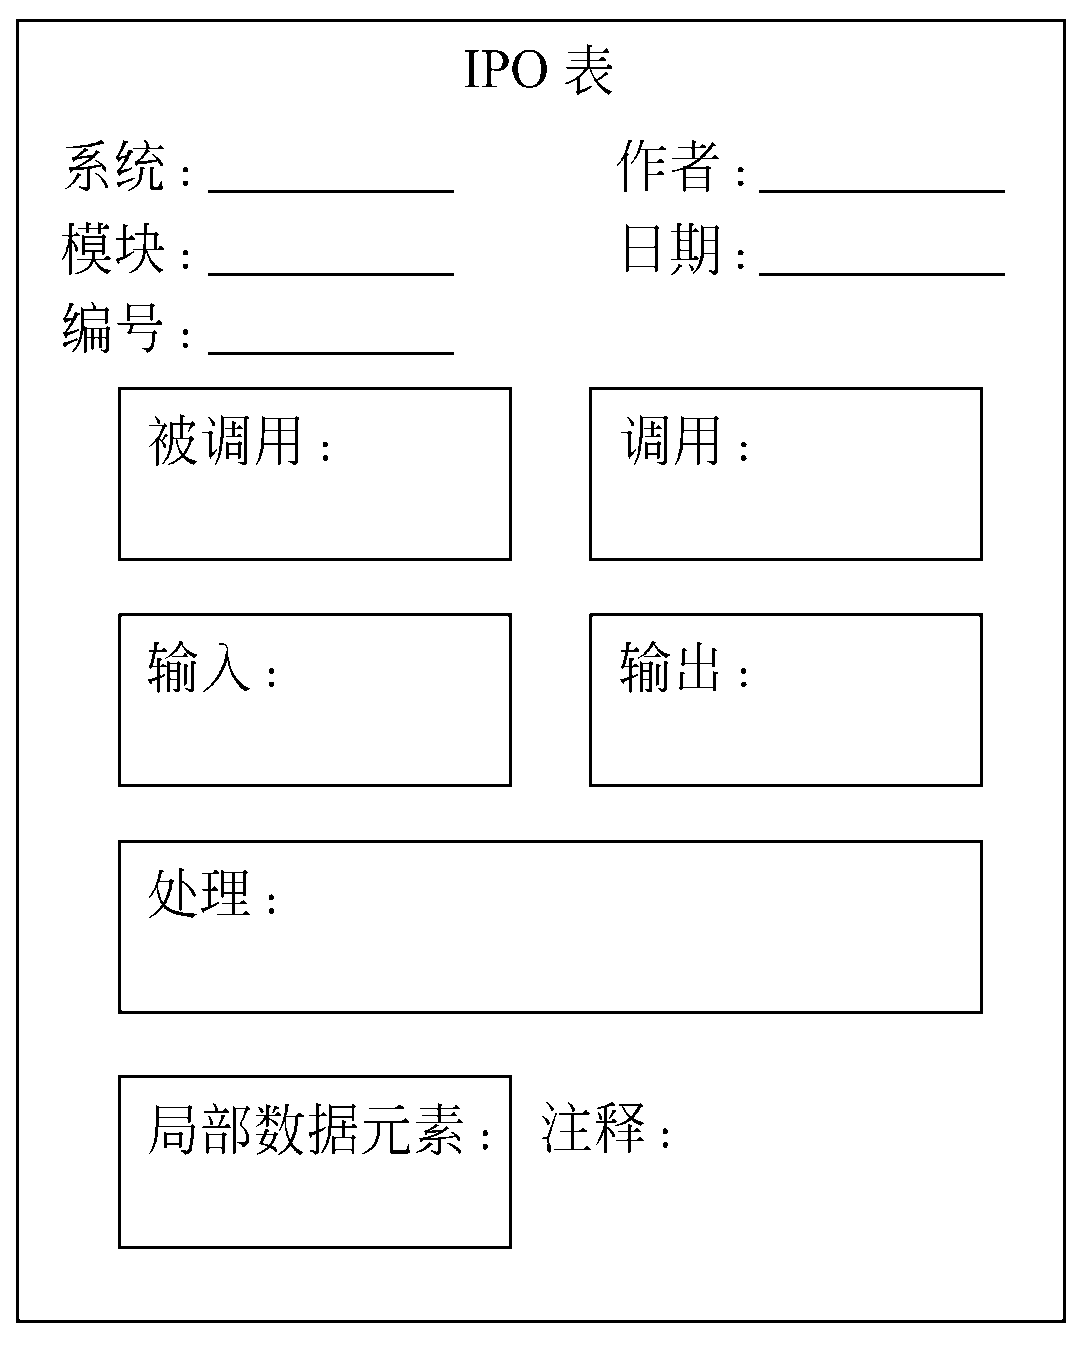 IPO 表
系统： 作者：
模块： 日期：
编号：
被调用： 调用：
输入： 输出：
处理：
局部数据元素： 注释：